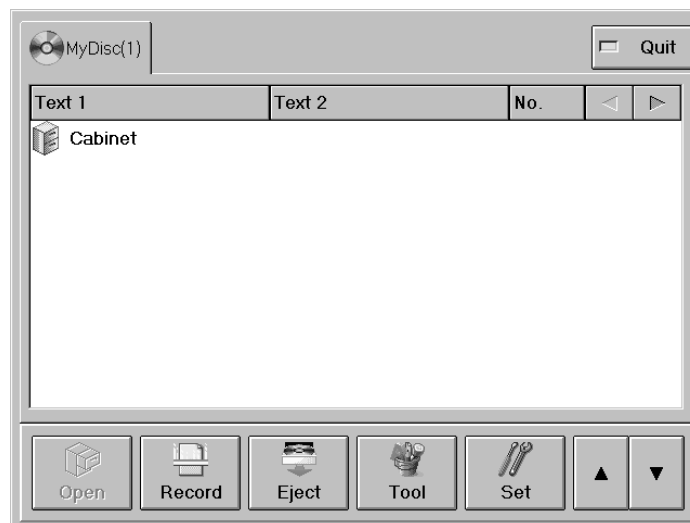 MyDisc(1)
Quit
Text 1 Text 2 No.
Cabinet
Open Record Eject Tool Set